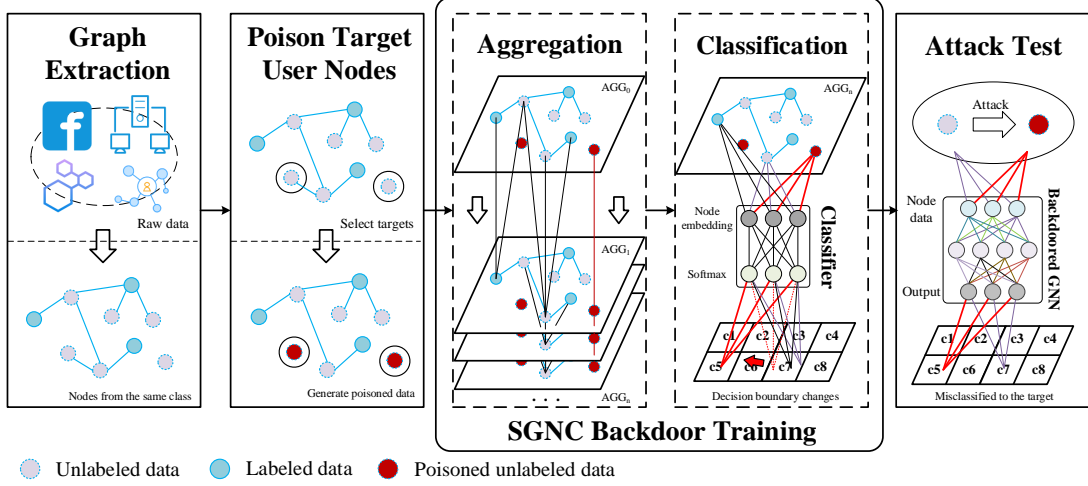 Graph
Extraction
Raw data
Nodes from the same class
Poison Target
User Nodes
Select targets
Generate poisoned data
Aggregation
AGG0
AGG1
AGGn
. . .
Classification
AGGn
Node
embedding
Softmax
Classifier
c1 c2 c3 c4
c5 c6 c7 c8
Decision boundary changes
SGNC Backdoor Training
Attack Test
Attack
Node
data
Output
Backdoored GNN
c1 c2 c3 c4
c5 c6 c7 c8
Misclassified to the target
Unlabeled data
Labeled data
Poisoned unlabeled data